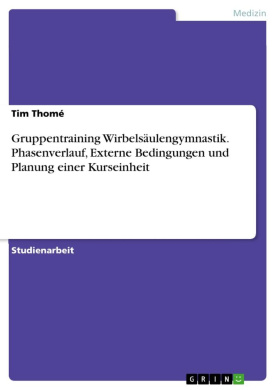 Medizin
Tim Thomé
Gruppentraining Wirbelsäulengymnastik.
Phasenverlauf, Externe Bedingungen und
Planung einer Kurseinheit
Studienarbeit
GRIN